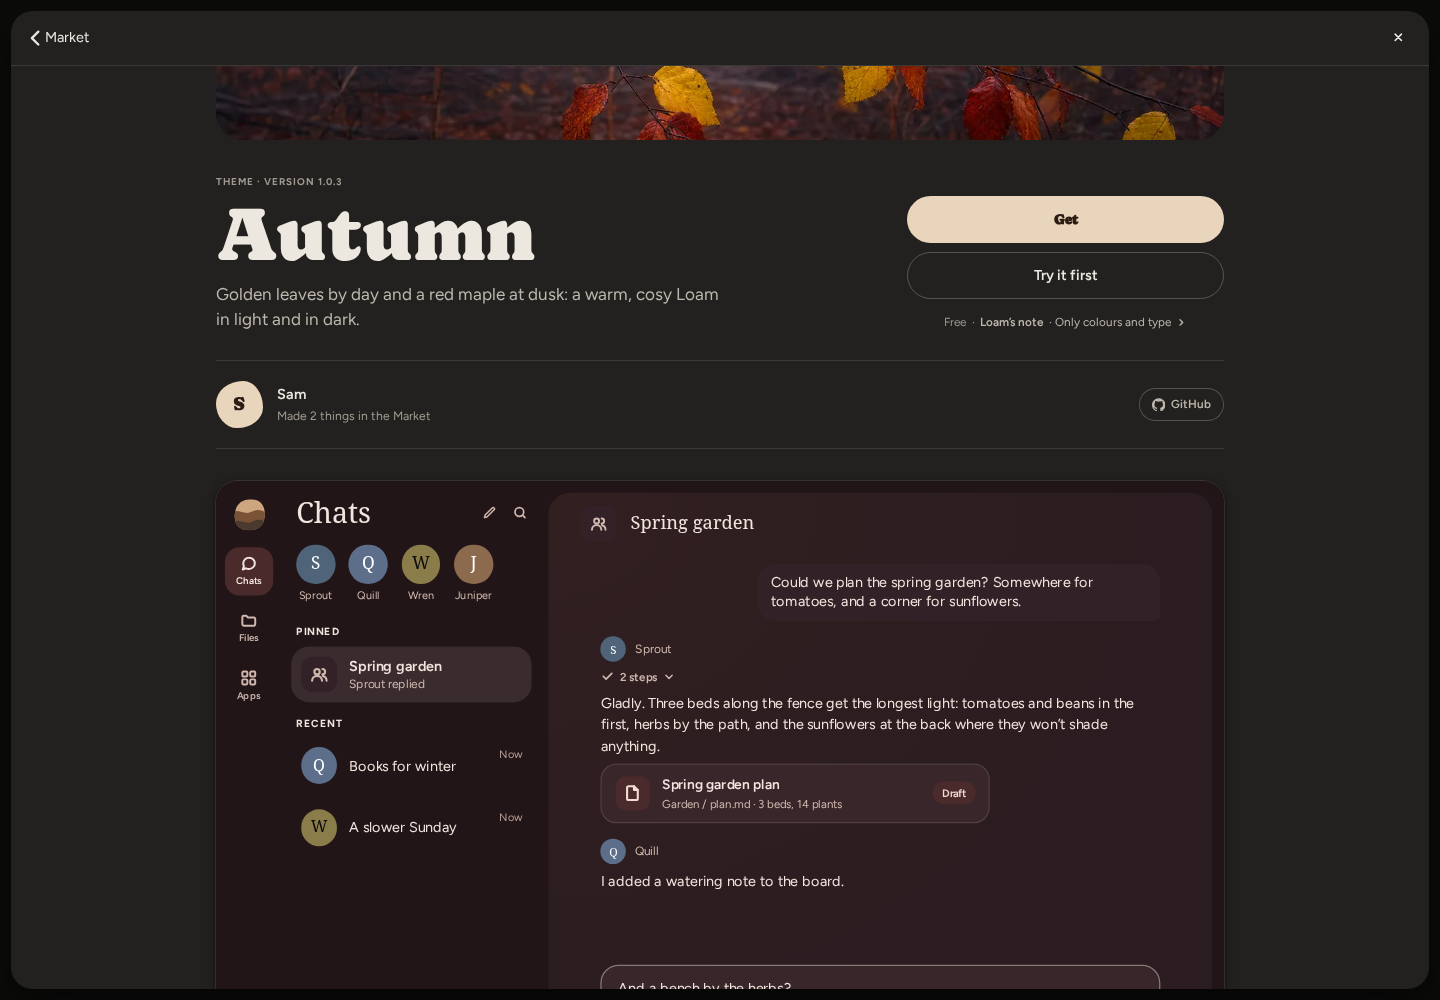 Market
THEME · VERSION 1.0.3
Autumn
Golden leaves by day and a red maple at dusk: a warm, cosy Loam
in light and in dark.
Get
Try it first
Free · Loam's note · Only colours and type
S
Sam
Made 2 things in the Market
GitHub
Chats
Chats
Files
Apps
S
Q
W
J
Sprout
Quill
Wren
Juniper
PINNED
Spring garden
Sprout replied
RECENT
Q
Books for winter
Now
W
A slower Sunday
Now
Spring garden
Could we plan the spring garden? Somewhere for
tomatoes, and a corner for sunflowers.
S
Sprout
2 steps
Gladly. Three beds along the fence get the longest light: tomatoes and beans in the
first, herbs by the path, and the sunflowers at the back where they won't shade
anything.
Spring garden plan
Garden / plan.md · 3 beds, 14 plants
Draft
Q
Quill
I added a watering note to the board.
And a bench by the herbs?